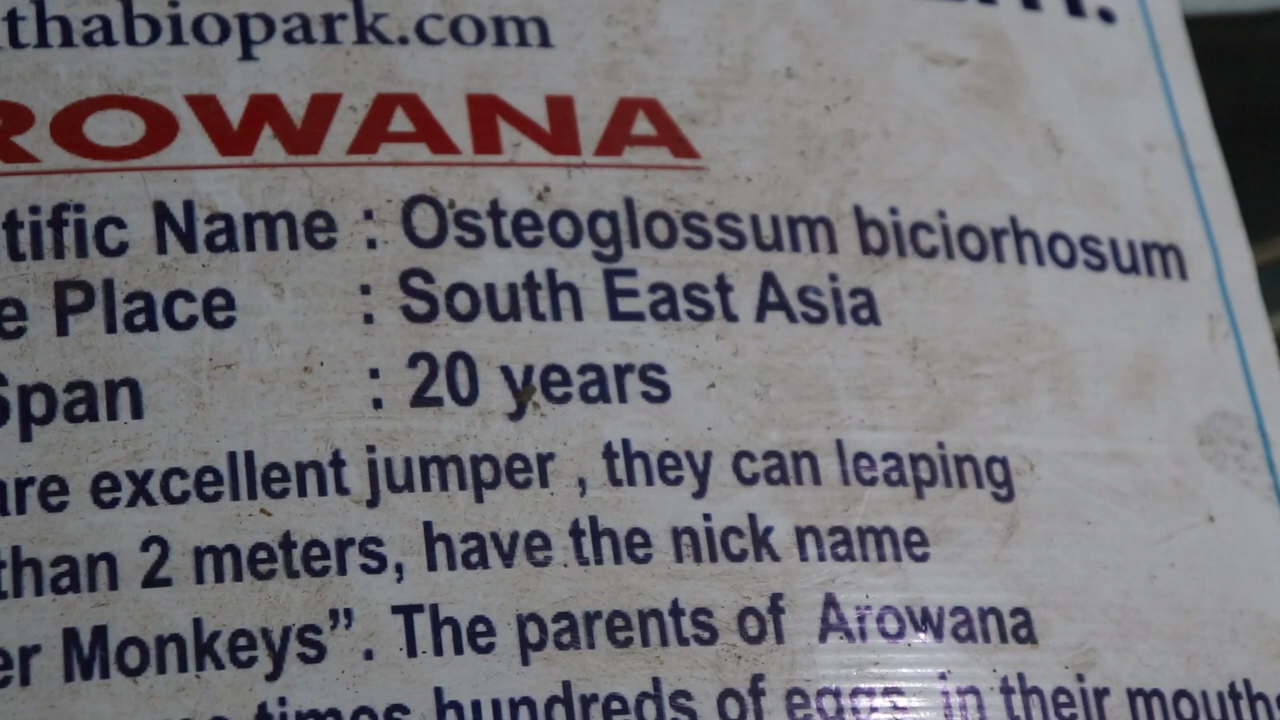 thabiopark.com
ROWANA
tific Name : Osteoglossum biciorhosum
e Place : South East Asia
Span : 20 years
are excellent jumper , they can leaping
than 2 meters, have the nick name
er Monkeys”. The parents of Arowana
times hundreds of eggs in their mouth